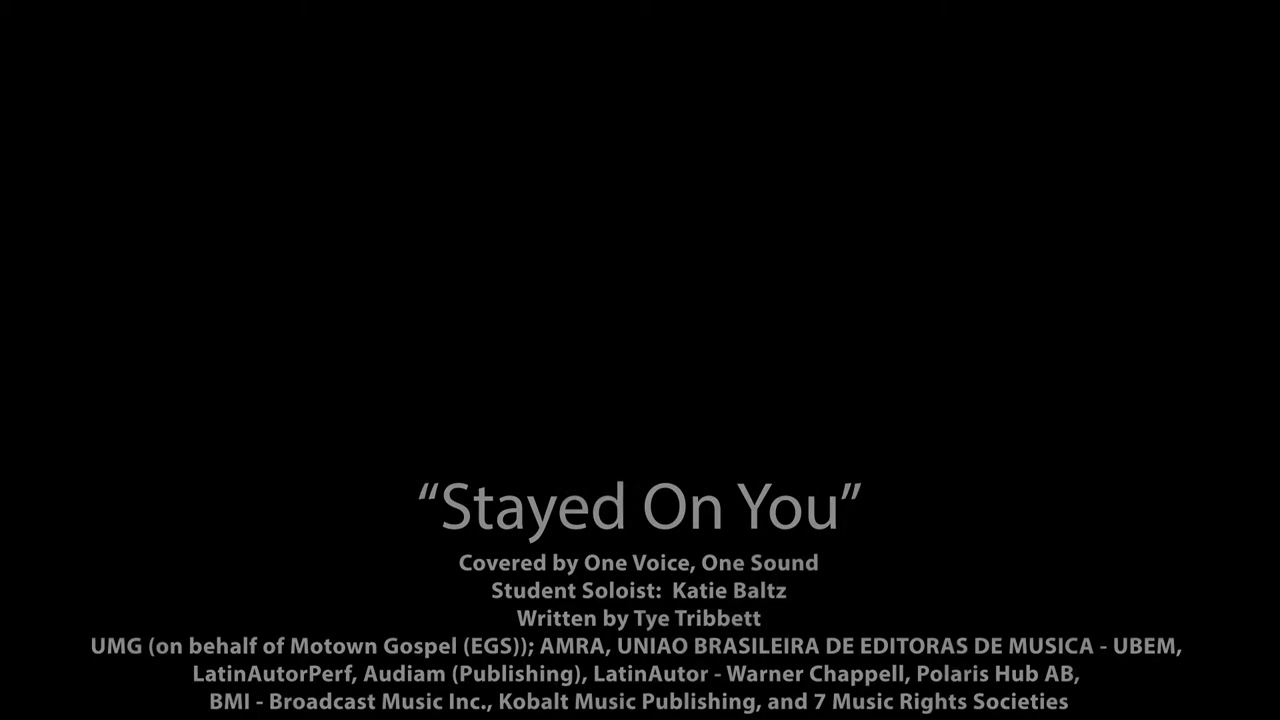 “Stayed On You”
Covered by One Voice, One Sound
Student Soloist:  Katie Baltz
Written by Tye Tribbett
UMG (on behalf of Motown Gospel (EGS)); AMRA, UNIAO BRASILEIRA DE EDITORAS DE MUSICA - UBEM,
LatinAutorPerf, Audiam (Publishing), LatinAutor - Warner Chappell, Polaris Hub AB,
BMI - Broadcast Music Inc., Kobalt Music Publishing, and 7 Music Rights Societies